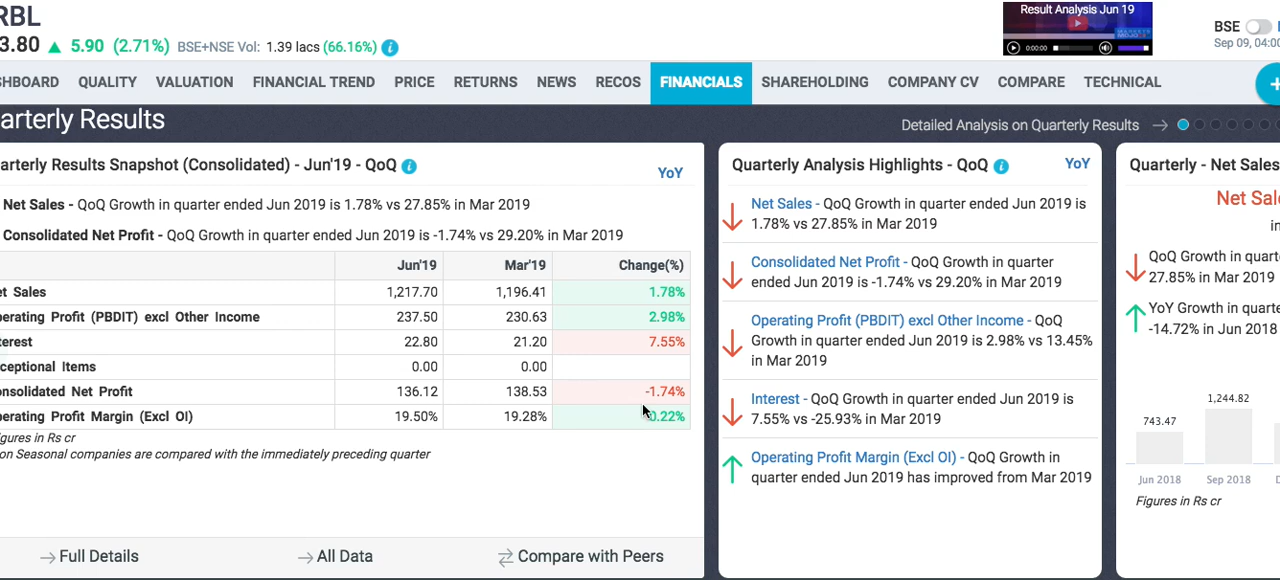 RBL
3.80 ▲ 5.90 (2.71%) BSE+NSE Vol: 1.39 lacs (66.16%) i
Result Analysis Jun 19
0:00:00
BSE
Sep 09, 04:00
SHBOARD QUALITY VALUATION FINANCIAL TREND PRICE RETURNS NEWS RECOS FINANCIALS SHAREHOLDING COMPANY CV COMPARE TECHNICAL
arterly Results
Detailed Analysis on Quarterly Results →
arterly Results Snapshot (Consolidated) - Jun'19 - QoQ i
YoY
Net Sales - QoQ Growth in quarter ended Jun 2019 is 1.78% vs 27.85% in Mar 2019
Consolidated Net Profit - QoQ Growth in quarter ended Jun 2019 is -1.74% vs 29.20% in Mar 2019
Jun'19 Mar'19 Change(%)
et Sales 1,217.70 1,196.41 1.78%
perating Profit (PBDIT) excl Other Income 237.50 230.63 2.98%
terest 22.80 21.20 7.55%
ceptional Items 0.00 0.00
onsolidated Net Profit 136.12 138.53 -1.74%
perating Profit Margin (Excl OI) 19.50% 19.28% 0.22%
igures in Rs cr
on Seasonal companies are compared with the immediately preceding quarter
→ Full Details → All Data Compare with Peers
Quarterly Analysis Highlights - QoQ i
YoY
Net Sales - QoQ Growth in quarter ended Jun 2019 is
1.78% vs 27.85% in Mar 2019
Consolidated Net Profit - QoQ Growth in quarter
ended Jun 2019 is -1.74% vs 29.20% in Mar 2019
Operating Profit (PBDIT) excl Other Income - QoQ
Growth in quarter ended Jun 2019 is 2.98% vs 13.45%
in Mar 2019
Interest - QoQ Growth in quarter ended Jun 2019 is
7.55% vs -25.93% in Mar 2019
Operating Profit Margin (Excl OI) - QoQ Growth in
quarter ended Jun 2019 has improved from Mar 2019
Quarterly - Net Sales
Net Sal
in
QoQ Growth in quarte
27.85% in Mar 2019
YoY Growth in quarte
-14.72% in Jun 2018
743.47
1,244.82
Jun 2018 Sep 2018 D
Figures in Rs cr